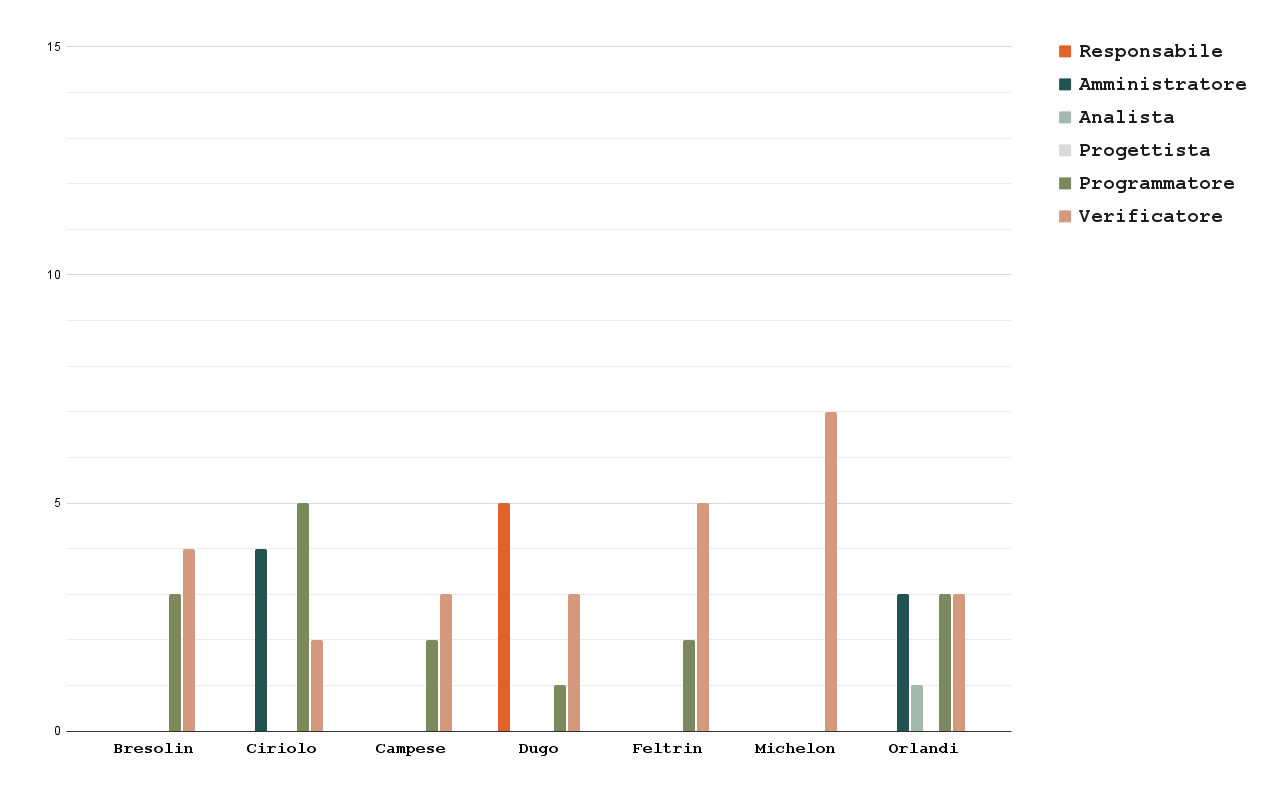 15
10
5
0
Bresolin Ciriolo Campese Dugo Feltrin Michelon Orlandi
Responsabile
Amministratore
Analista
Progettista
Programmatore
Verificatore